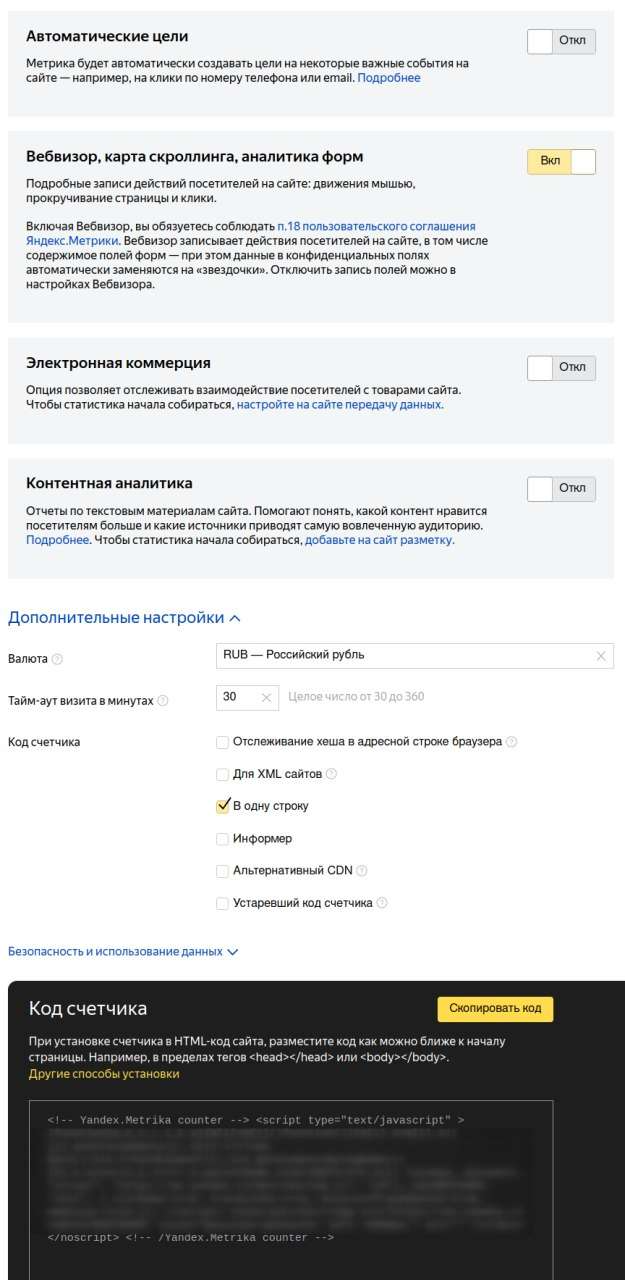 Автоматические цели
Откл
Метрика будет автоматически создавать цели на некоторые важные события на
сайте — например, на клики по номеру телефона или email. Подробнее
Вебвизор, карта скроллинга, аналитика форм
Вкл
Подробные записи действий посетителей на сайте: движения мышью,
прокручивание страницы и клики.
Включая Вебвизор, вы обязуетесь соблюдать п.18 пользовательского соглашения
Яндекс.Метрики. Вебвизор записывает действия посетителей на сайте, в том числе
содержимое полей форм — при этом данные в конфиденциальных полях
автоматически заменяются на «звездочки». Отключить запись полей можно в
настройках Вебвизора.
Электронная коммерция
Откл
Опция позволяет отслеживать взаимодействие посетителей с товарами сайта.
Чтобы статистика начала собираться, настройте на сайте передачу данных.
Контентная аналитика
Откл
Отчеты по текстовым материалам сайта. Помогают понять, какой контент нравится
посетителям больше и какие источники приводят самую вовлеченную аудиторию.
Подробнее. Чтобы статистика начала собираться, добавьте на сайт разметку.
Дополнительные настройки
Валюта ? RUB — Российский рубль
Тайм-аут визита в минутах ? 30 Целое число от 30 до 360
Код счетчика
Отслеживание хеша в адресной строке браузера ?
Для XML сайтов ?
В одну строку
Информер
Альтернативный CDN ?
Устаревший код счетчика ?
Безопасность и использование данных
Код счетчика
Скопировать код
При установке счетчика в HTML-код сайта, разместите код как можно ближе к началу
страницы. Например, в пределах тегов <head></head> или <body></body>.
Другие способы установки
<!-- Yandex.Metrika counter --> <script type="text/javascript" >
</noscript> <!-- /Yandex.Metrika counter -->